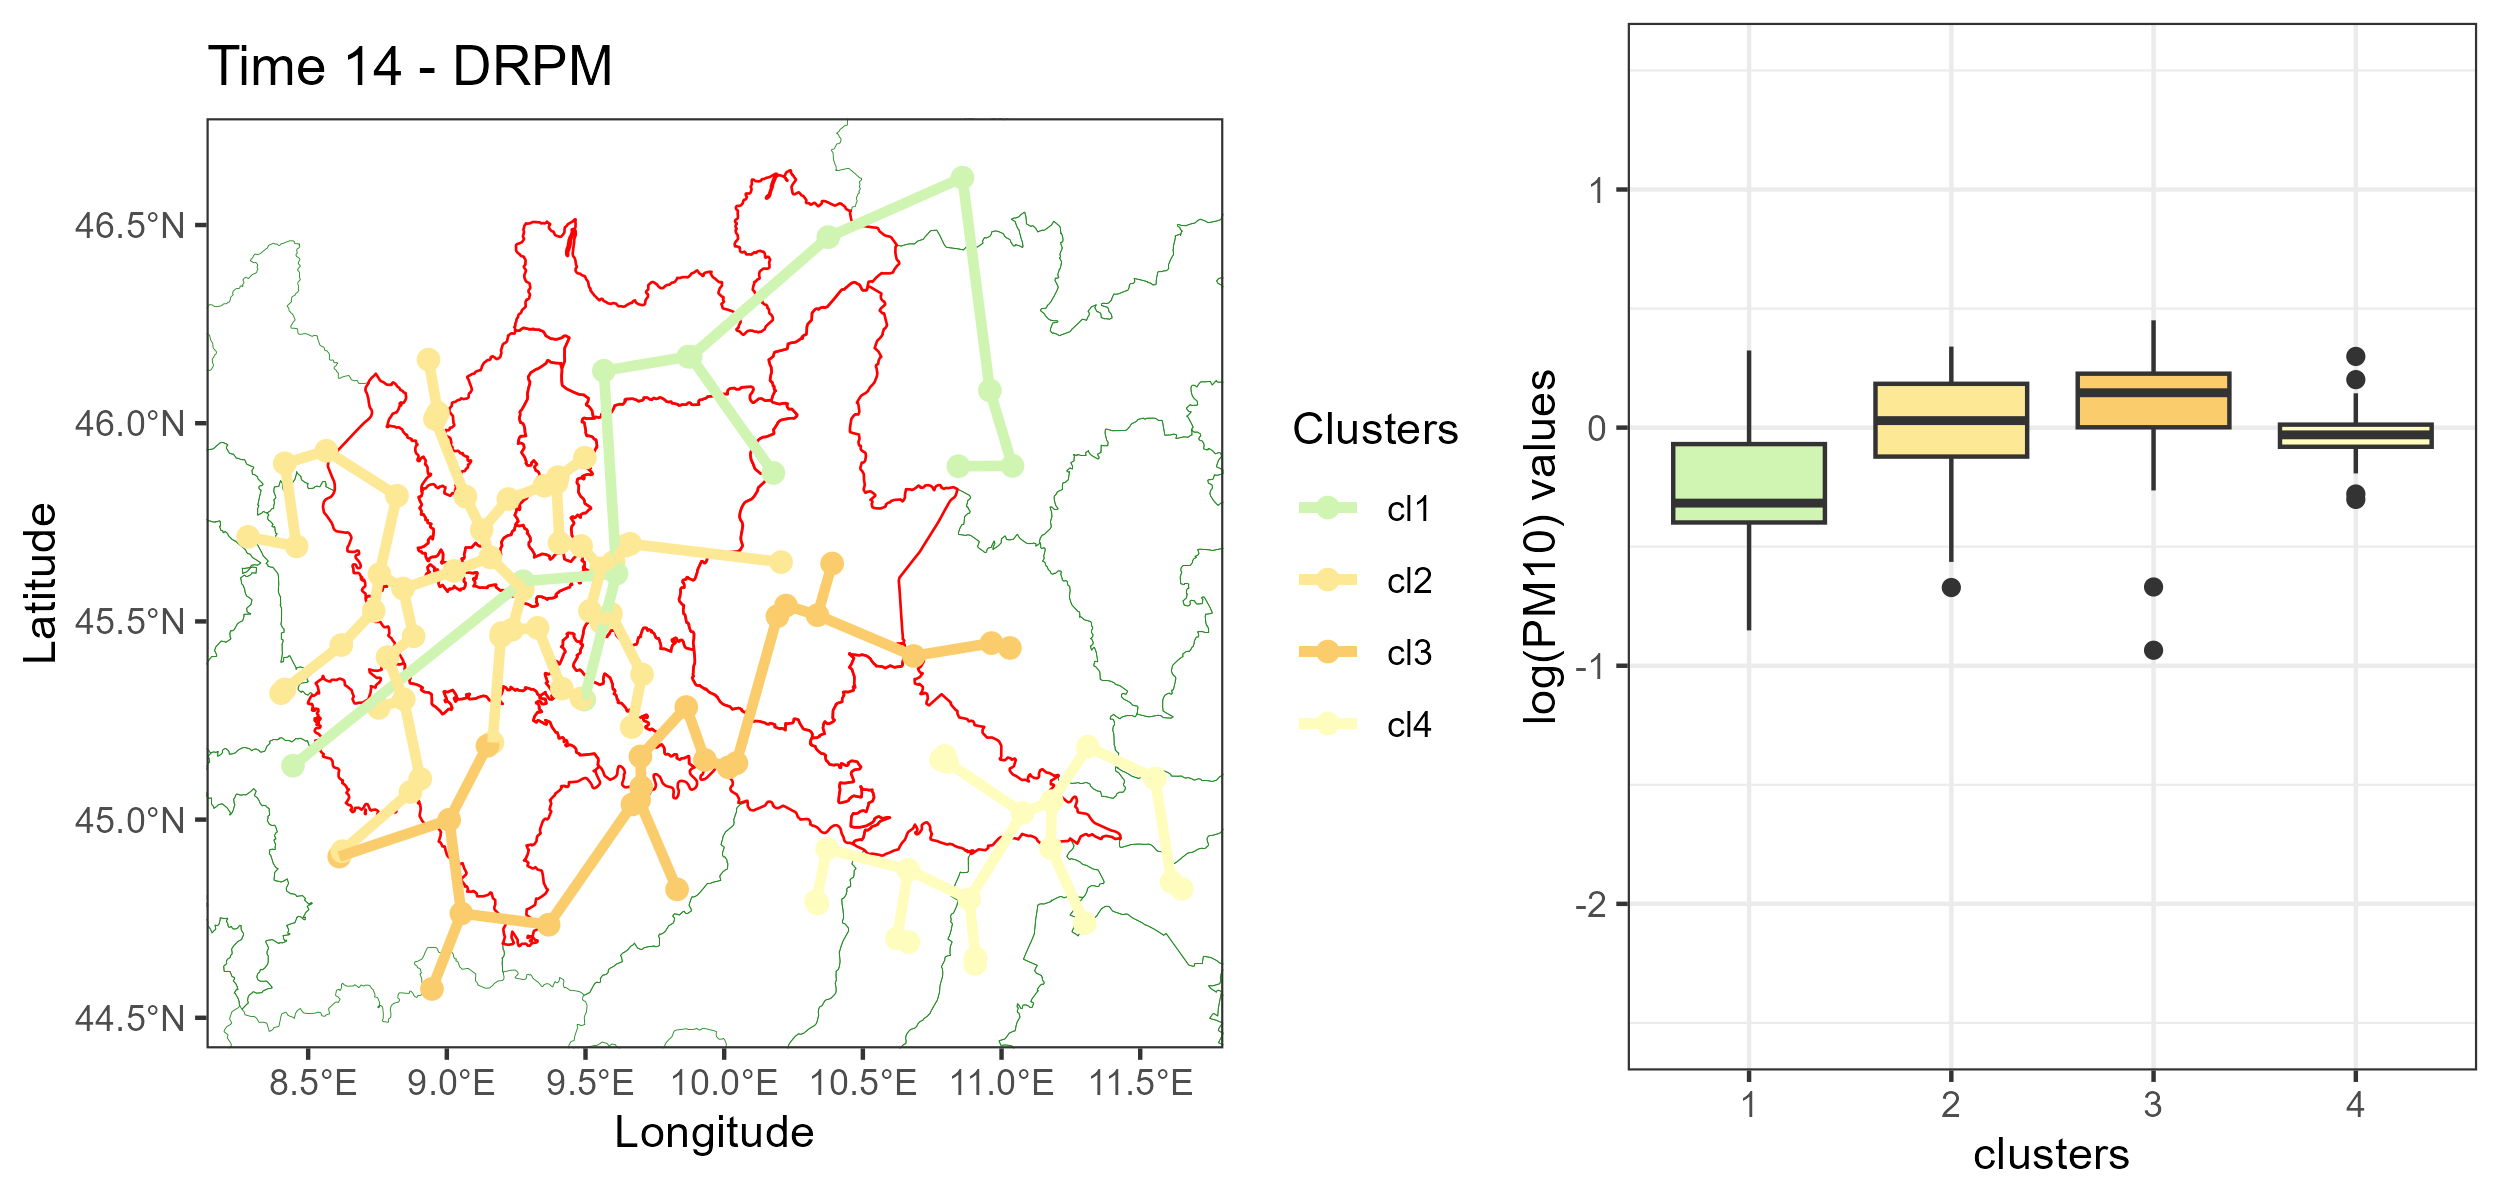 Time 14 - DRPM
Latitude
46.5°N
46.0°N
45.5°N
45.0°N
44.5°N
8.5°E 9.0°E 9.5°E 10.0°E 10.5°E 11.0°E 11.5°E
Longitude
Clusters
cl1
cl2
cl3
cl4
log(PM10) values
1
0
-1
-2
1 2 3 4
clusters